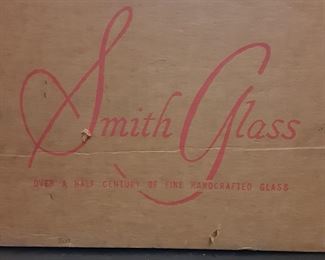 Smith Glass
OVER A HALF CENTURY OF FINE HANDCRAFTED GLASS